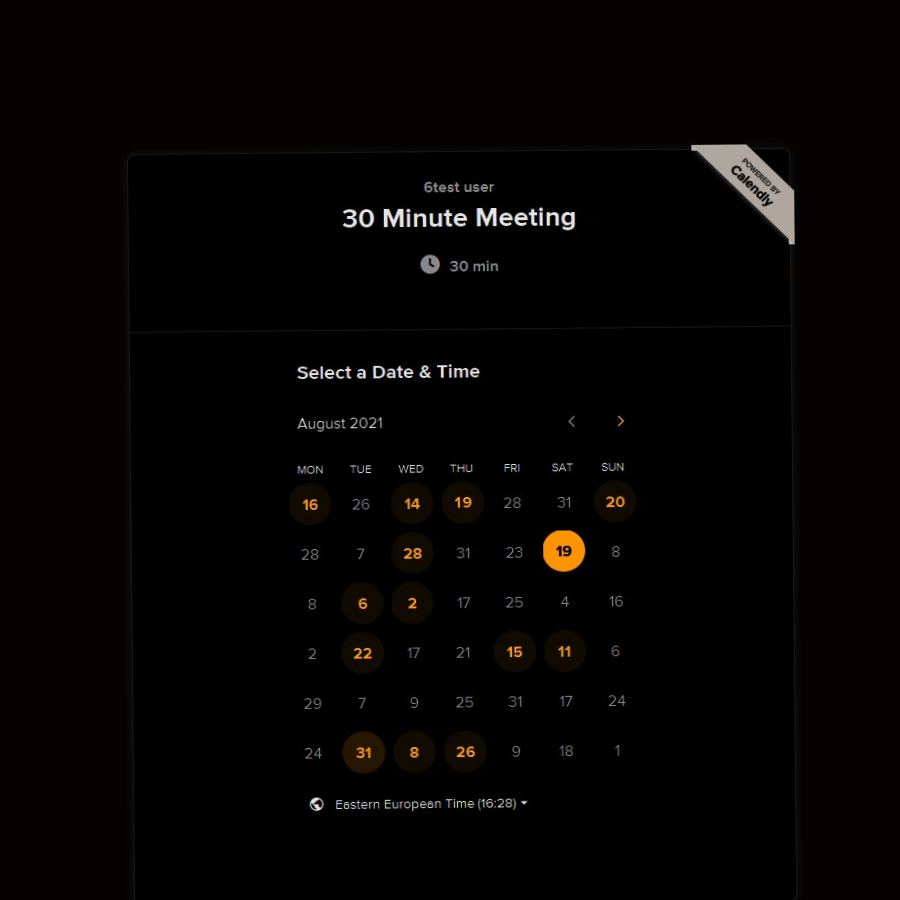 POWERED BY
Calendly
6test user
30 Minute Meeting
30 min
Select a Date & Time
August 2021
MON TUE WED THU FRI SAT SUN
16 26 14 19 28 31 20
28 7 28 31 23 19 8
8 6 2 17 25 4 16
2 22 17 21 15 11 6
29 7 9 25 31 17 24
24 31 8 26 9 18 1
Eastern European Time (16:28)